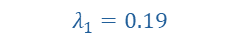 λ₁ = 0.19